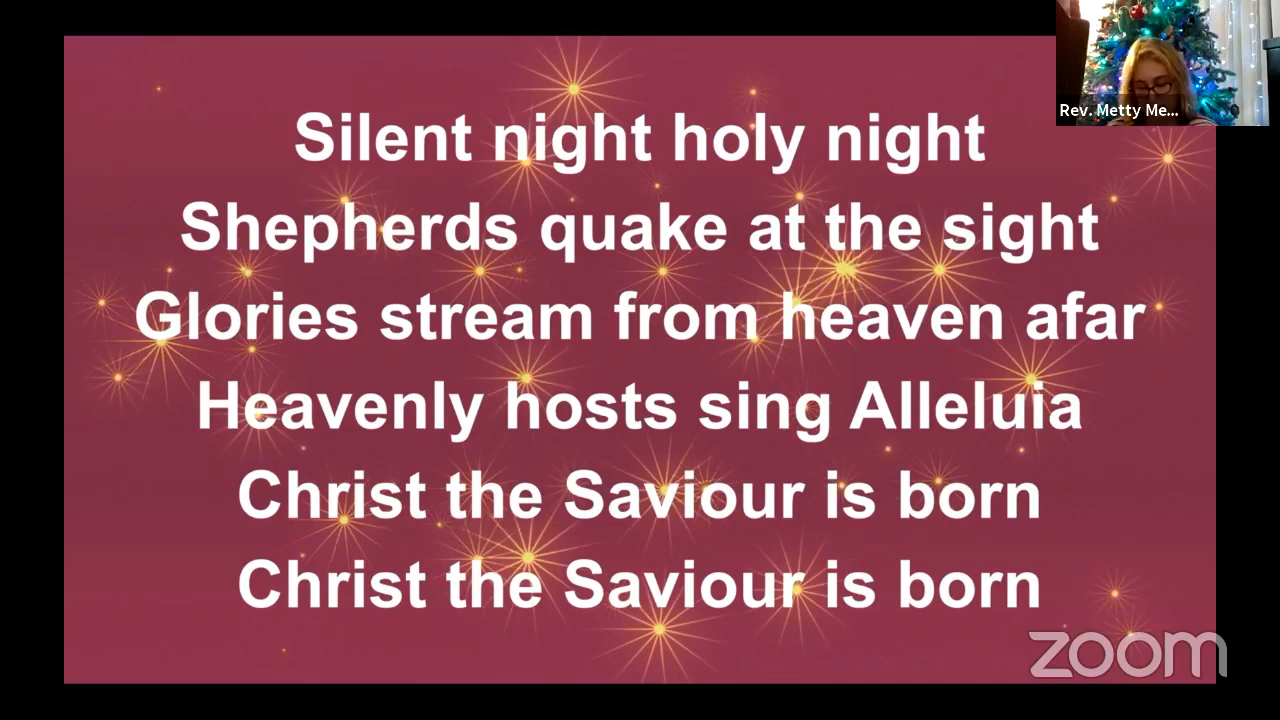 Rev. Metty Me...
Silent night holy night
Shepherds quake at the sight
Glories stream from heaven afar
Heavenly hosts sing Alleluia
Christ the Saviour is born
Christ the Saviour is born
zoom